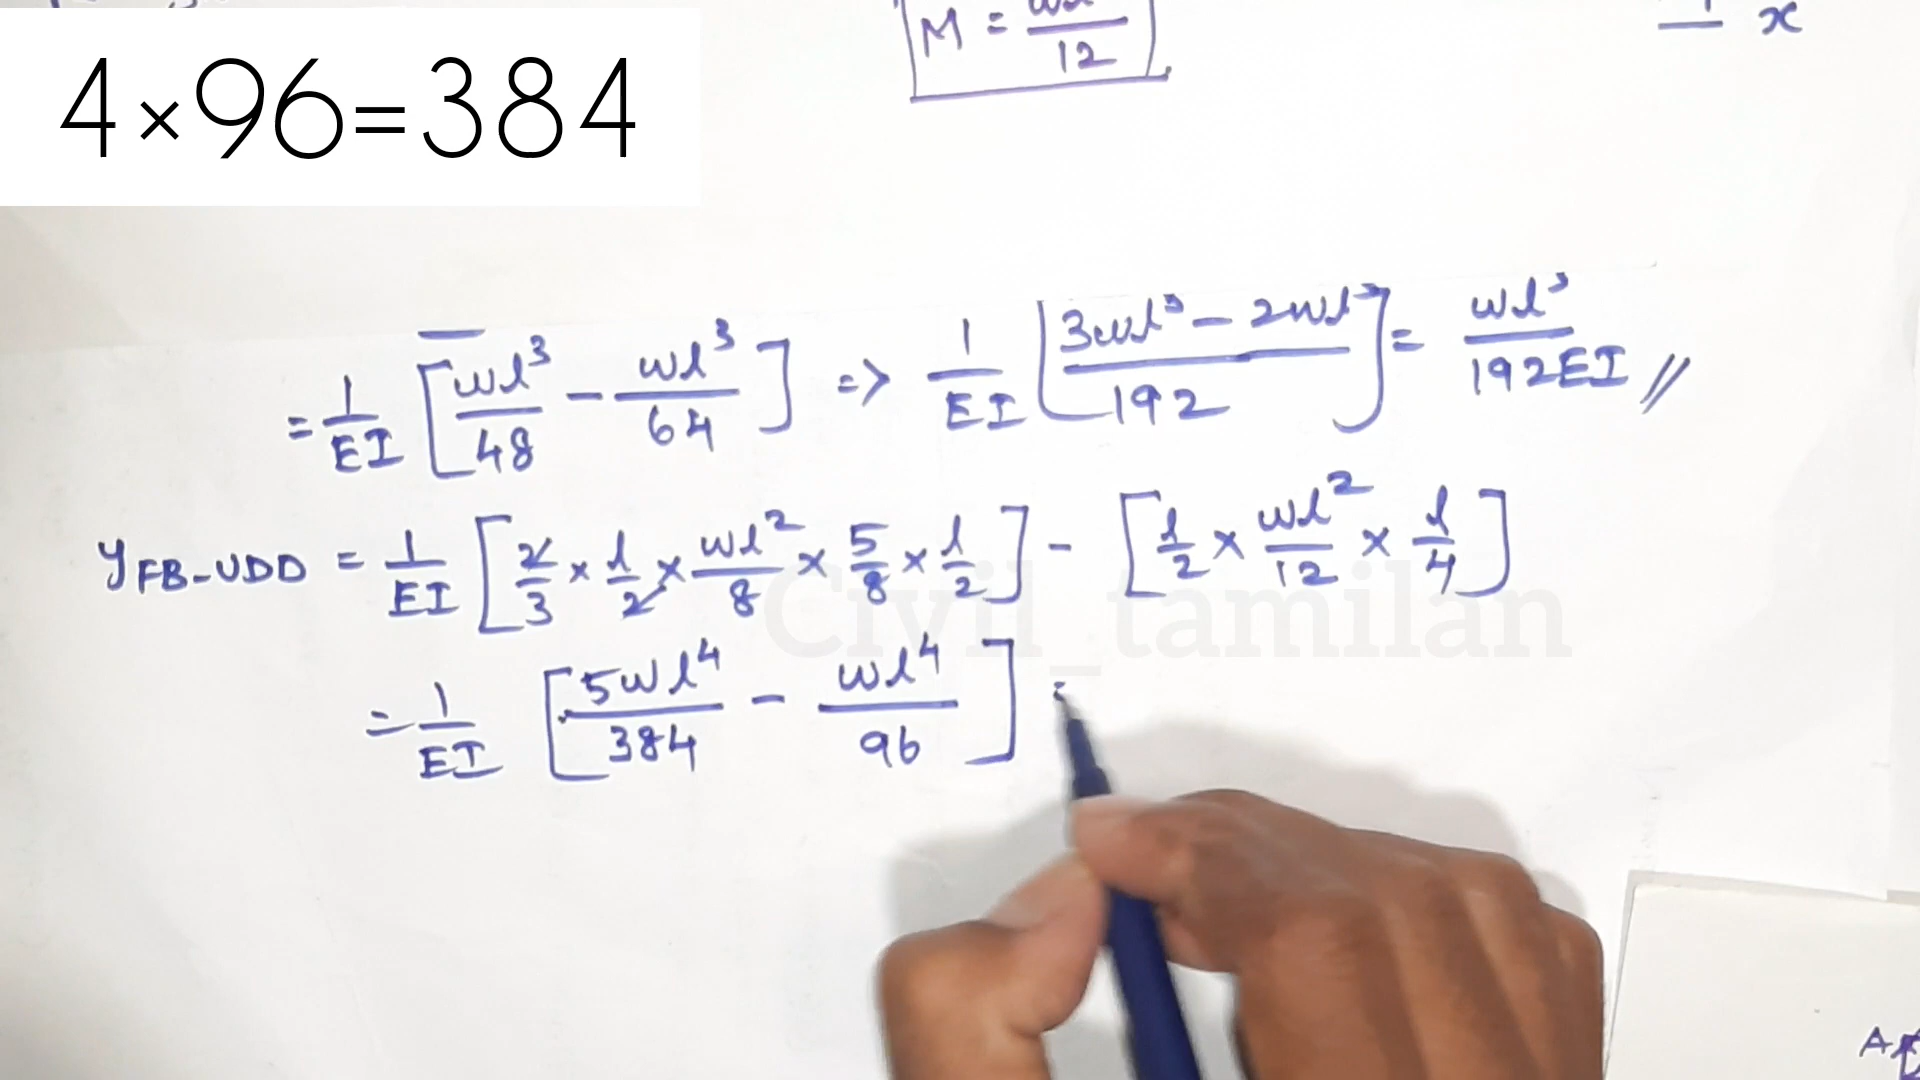 4×96=384
M = wl² / 12
x
= 1/EI [wl³/48 - wl³/64] => 1/EI [(3wl³ - 2wl³)/192] = wl³/192EI //
yFB-UDD = 1/EI [2/3 × l/2 × wl²/8 × 5/8 × l/2] - [l/2 × wl²/12 × l/4]
Civil_tamilan
= 1/EI [5wl⁴/384 - wl⁴/96] =